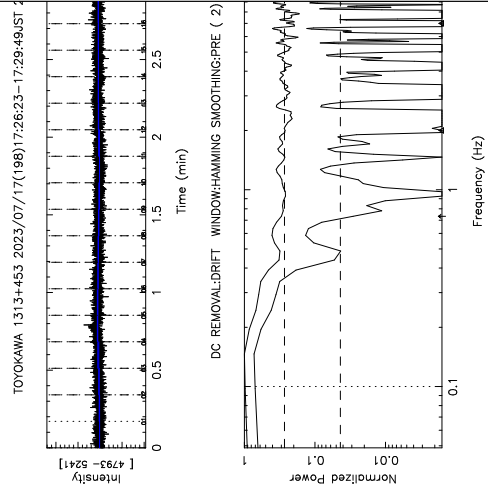 TOYOKAWA 1313+453 2023/07/17(198)17:26:23-17:29:49JST
Intensity
[ 4793- 5241]
0
0.5
1
1.5
2
2.5
Time (min)
DC REMOVAL:DRIFT WINDOW:HAMMING SMOOTHING:PRE ( 2)
Normalized Power
1
0.1
0.01
0.1
1
Frequency (Hz)